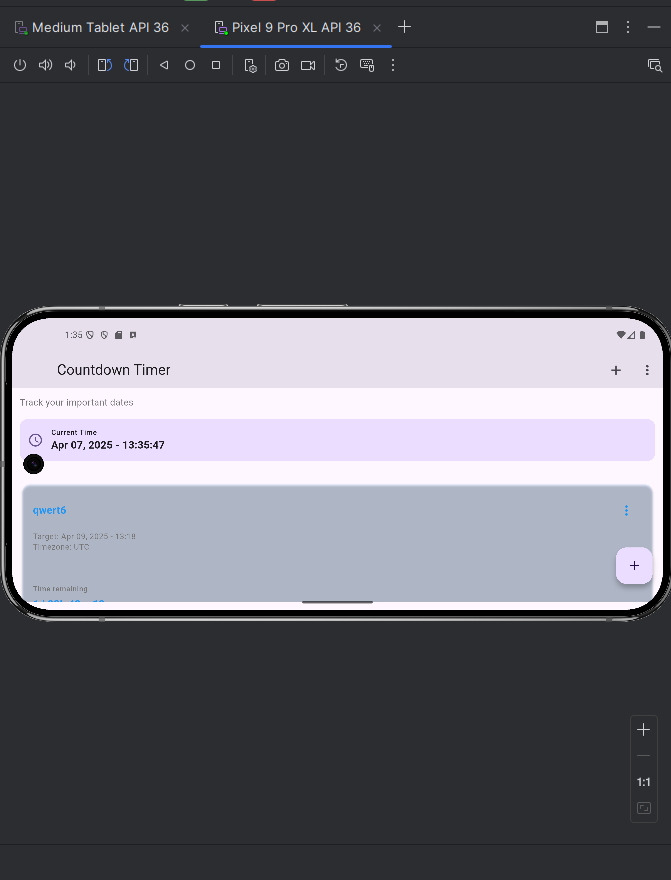 Medium Tablet API 36
Pixel 9 Pro XL API 36
1:35
Countdown Timer
Track your important dates
Current Time
Apr 07, 2025 - 13:35:47
qwert6
Target: Apr 09, 2025 - 13:18
Timezone: UTC
Time remaining
1:1